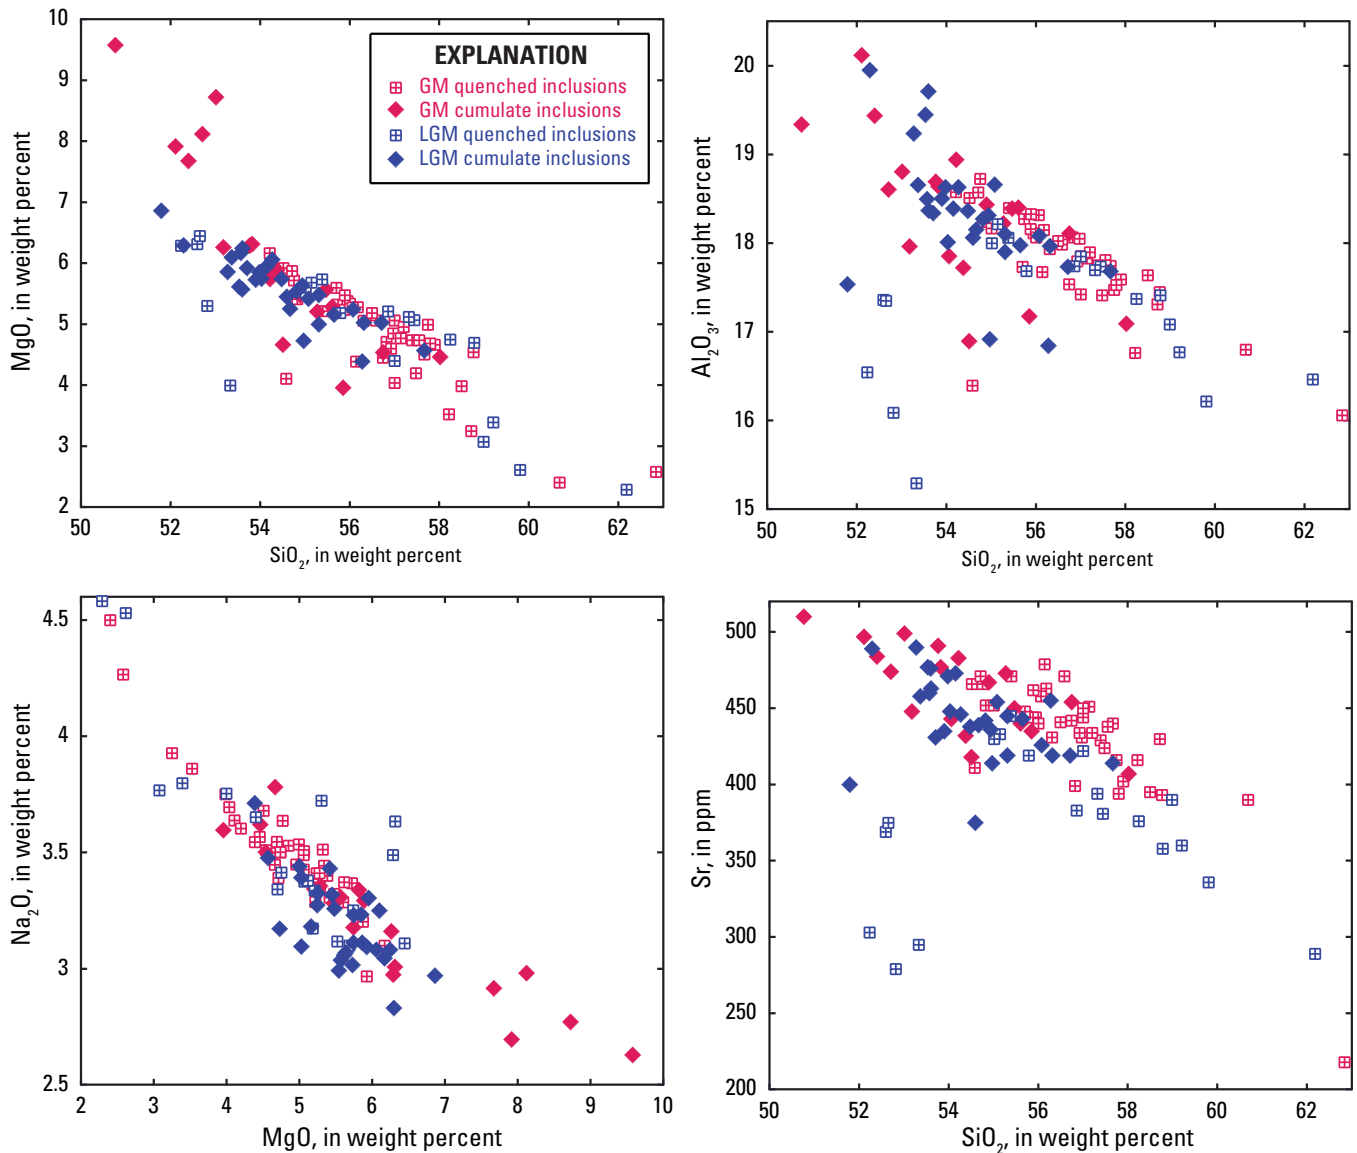 EXPLANATION
GM quenched inclusions
GM cumulate inclusions
LGM quenched inclusions
LGM cumulate inclusions
MgO, in weight percent
10
9
8
7
6
5
4
3
2
50 52 54 56 58 60 62
SiO₂, in weight percent
Al₂O₃, in weight percent
20
19
18
17
16
15
50 52 54 56 58 60 62
SiO₂, in weight percent
Na₂O, in weight percent
4.5
4
3.5
3
2.5
2 3 4 5 6 7 8 9 10
MgO, in weight percent
Sr, in ppm
500
450
400
350
300
250
200
50 52 54 56 58 60 62
SiO₂, in weight percent